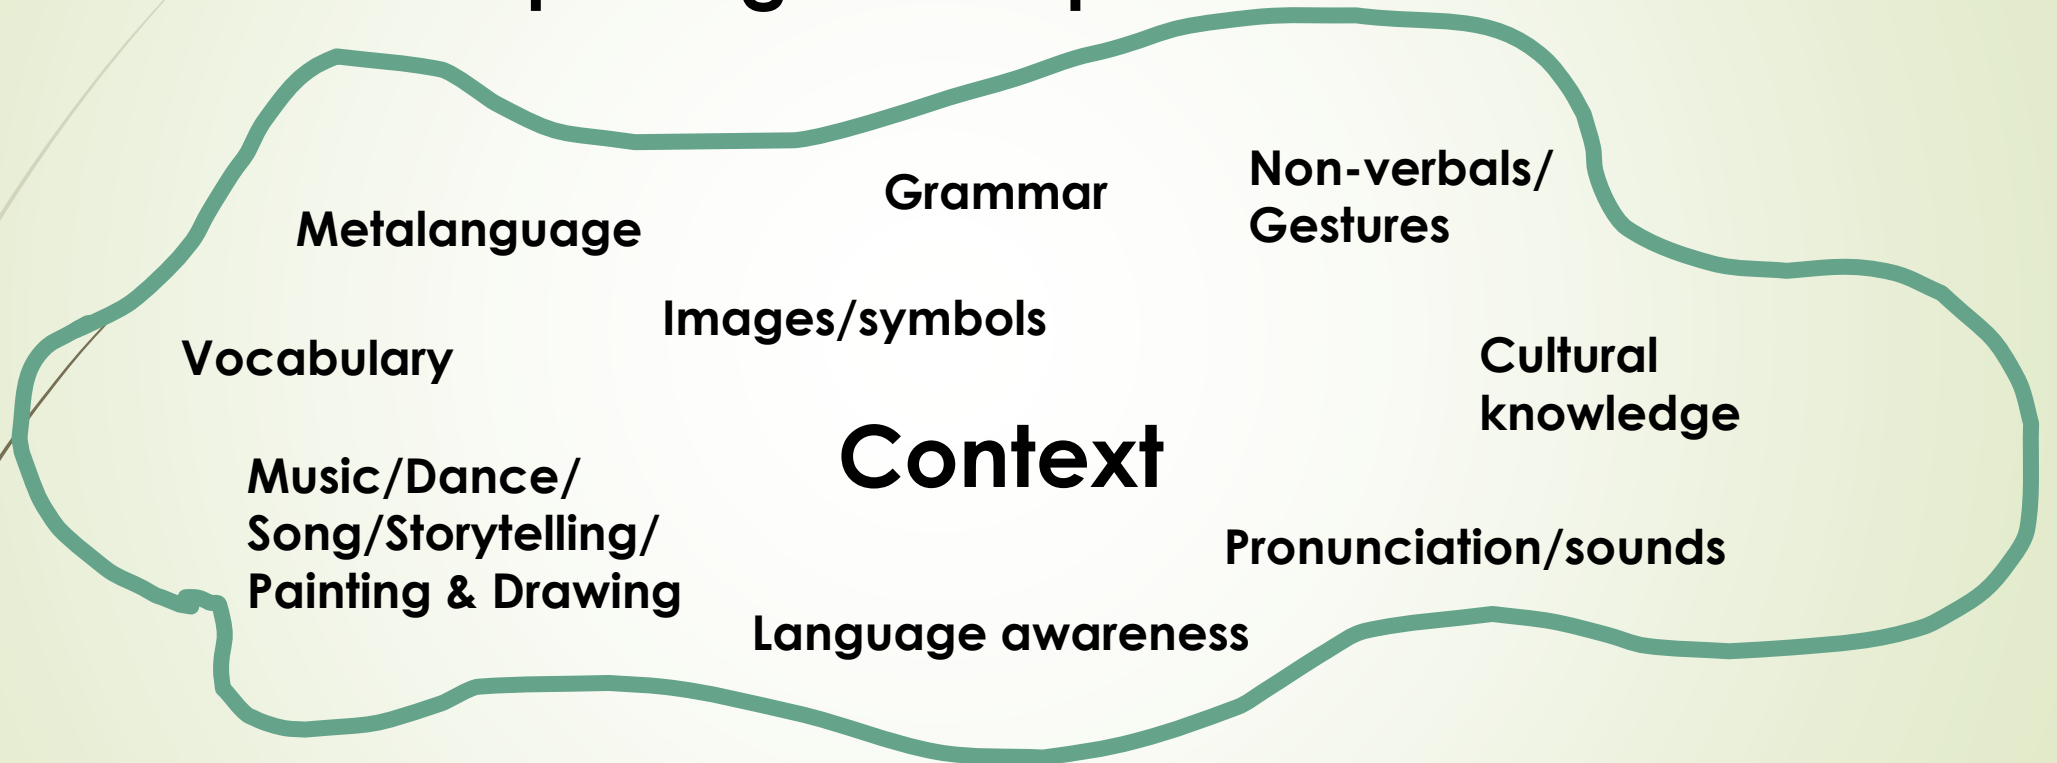 Grammar
Non-verbals/
Gestures
Metalanguage
Images/symbols
Vocabulary
Cultural
knowledge
Context
Music/Dance/
Song/Storytelling/
Painting & Drawing
Pronunciation/sounds
Language awareness